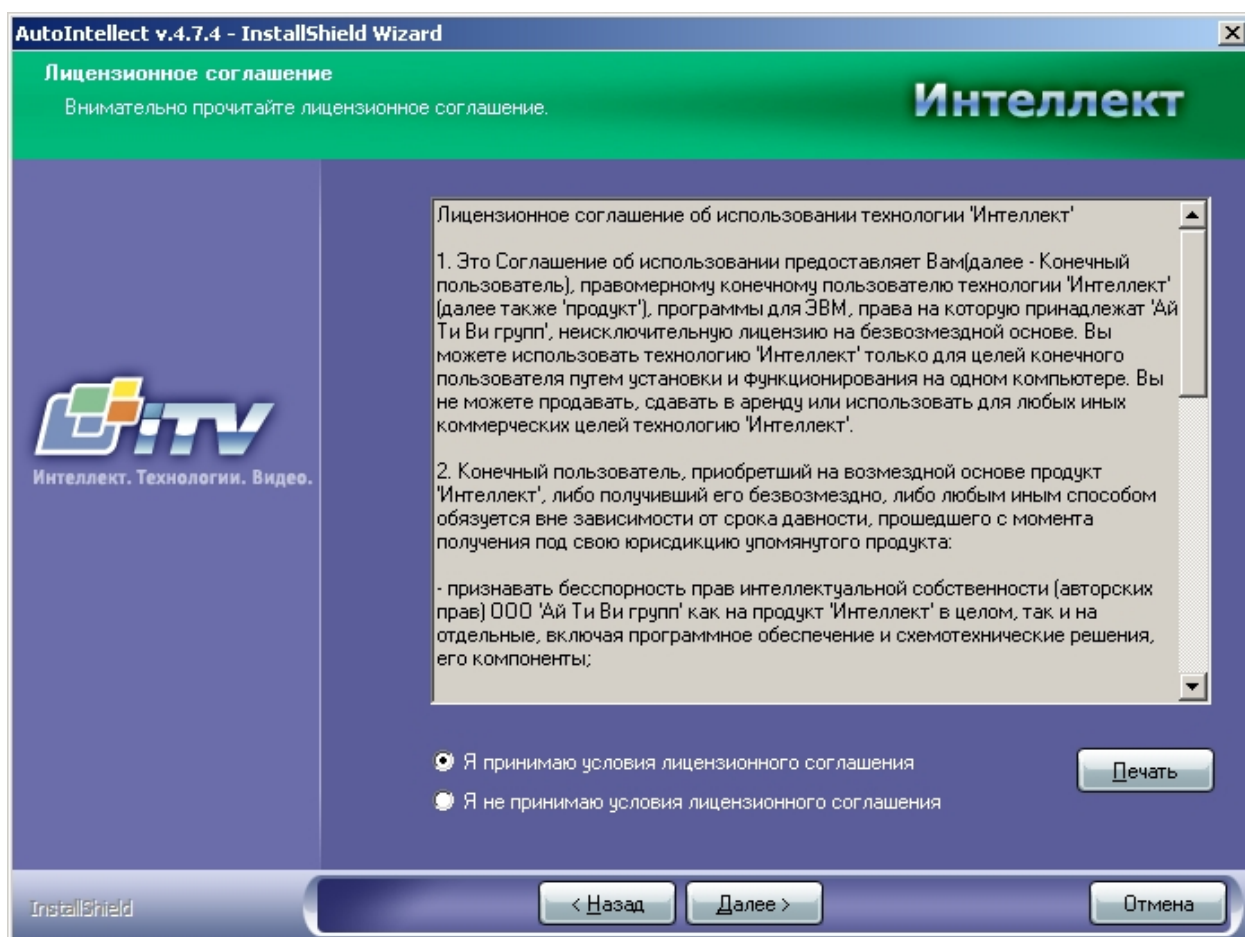 AutoIntellect v.4.7.4 - InstallShield Wizard
Лицензионное соглашение
Внимательно прочитайте лицензионное соглашение.
Интеллект
Лицензионное соглашение об использовании технологии 'Интеллект'
1. Это Соглашение об использовании предоставляет Вам(далее - Конечный
пользователь), правомерному конечному пользователю технологии 'Интеллект'
(далее также 'продукт'), программы для ЭВМ, права на которую принадлежат 'Ай
Ти Ви групп', неисключительную лицензию на безвозмездной основе. Вы
можете использовать технологию 'Интеллект' только для целей конечного
пользователя путем установки и функционирования на одном компьютере. Вы
не можете продавать, сдавать в аренду или использовать для любых иных
коммерческих целей технологию 'Интеллект'.
2. Конечный пользователь, приобретший на возмездной основе продукт
'Интеллект', либо получивший его безвозмездно, либо любым иным способом
обязуется вне зависимости от срока давности, прошедшего с момента
получения под свою юрисдикцию упомянутого продукта:
- признавать бесспорность прав интеллектуальной собственности (авторских
прав) ООО 'Ай Ти Ви групп' как на продукт 'Интеллект' в целом, так и на
отдельные, включая программное обеспечение и схемотехнические решения,
его компоненты;
iTV
Интеллект. Технологии. Видео.
Я принимаю условия лицензионного соглашения
Я не принимаю условия лицензионного соглашения
Печать
InstallShield
< Назад
Далее >
Отмена